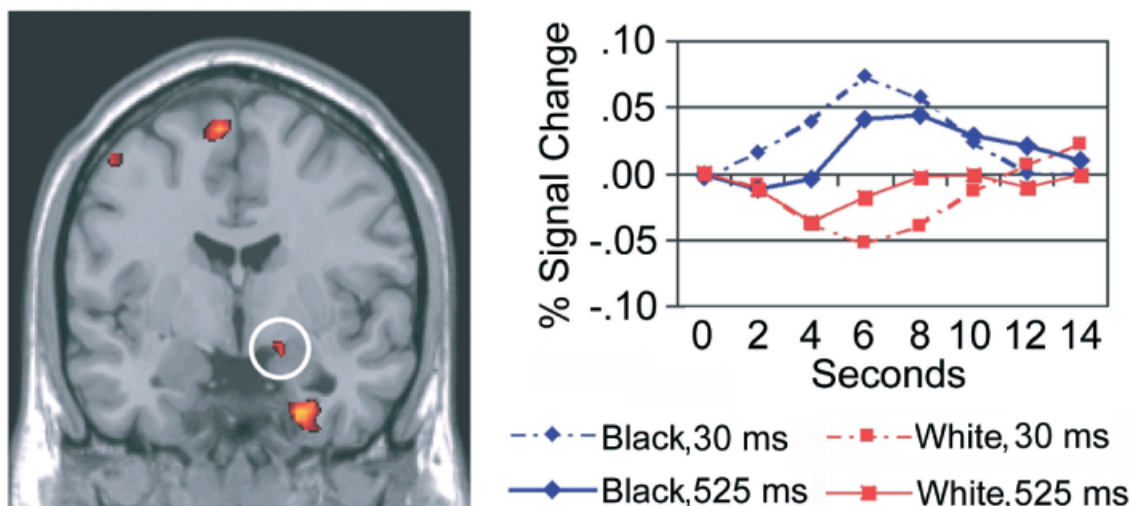 % Signal Change
.10
.05
.00
-.05
-.10
0 2 4 6 8 10 12 14
Seconds
Black,30 ms White,30 ms
Black,525 ms White,525 ms